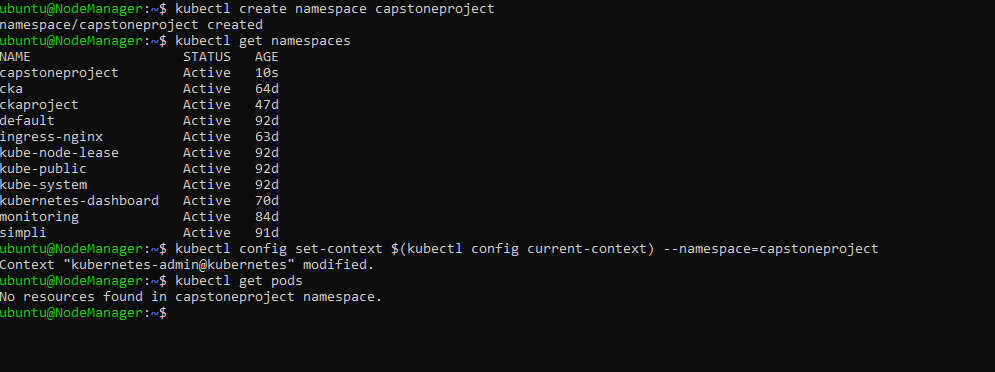 ubuntu@NodeManager:~$ kubectl create namespace capstoneproject
namespace/capstoneproject created
ubuntu@NodeManager:~$ kubectl get namespaces
NAME                   STATUS   AGE
capstoneproject        Active   10s
cka                    Active   64d
ckaproject             Active   47d
default                Active   92d
ingress-nginx          Active   63d
kube-node-lease        Active   92d
kube-public            Active   92d
kube-system            Active   92d
kubernetes-dashboard   Active   70d
monitoring             Active   84d
simpli                 Active   91d
ubuntu@NodeManager:~$ kubectl config set-context $(kubectl config current-context) --namespace=capstoneproject
Context "kubernetes-admin@kubernetes" modified.
ubuntu@NodeManager:~$ kubectl get pods
No resources found in capstoneproject namespace.
ubuntu@NodeManager:~$